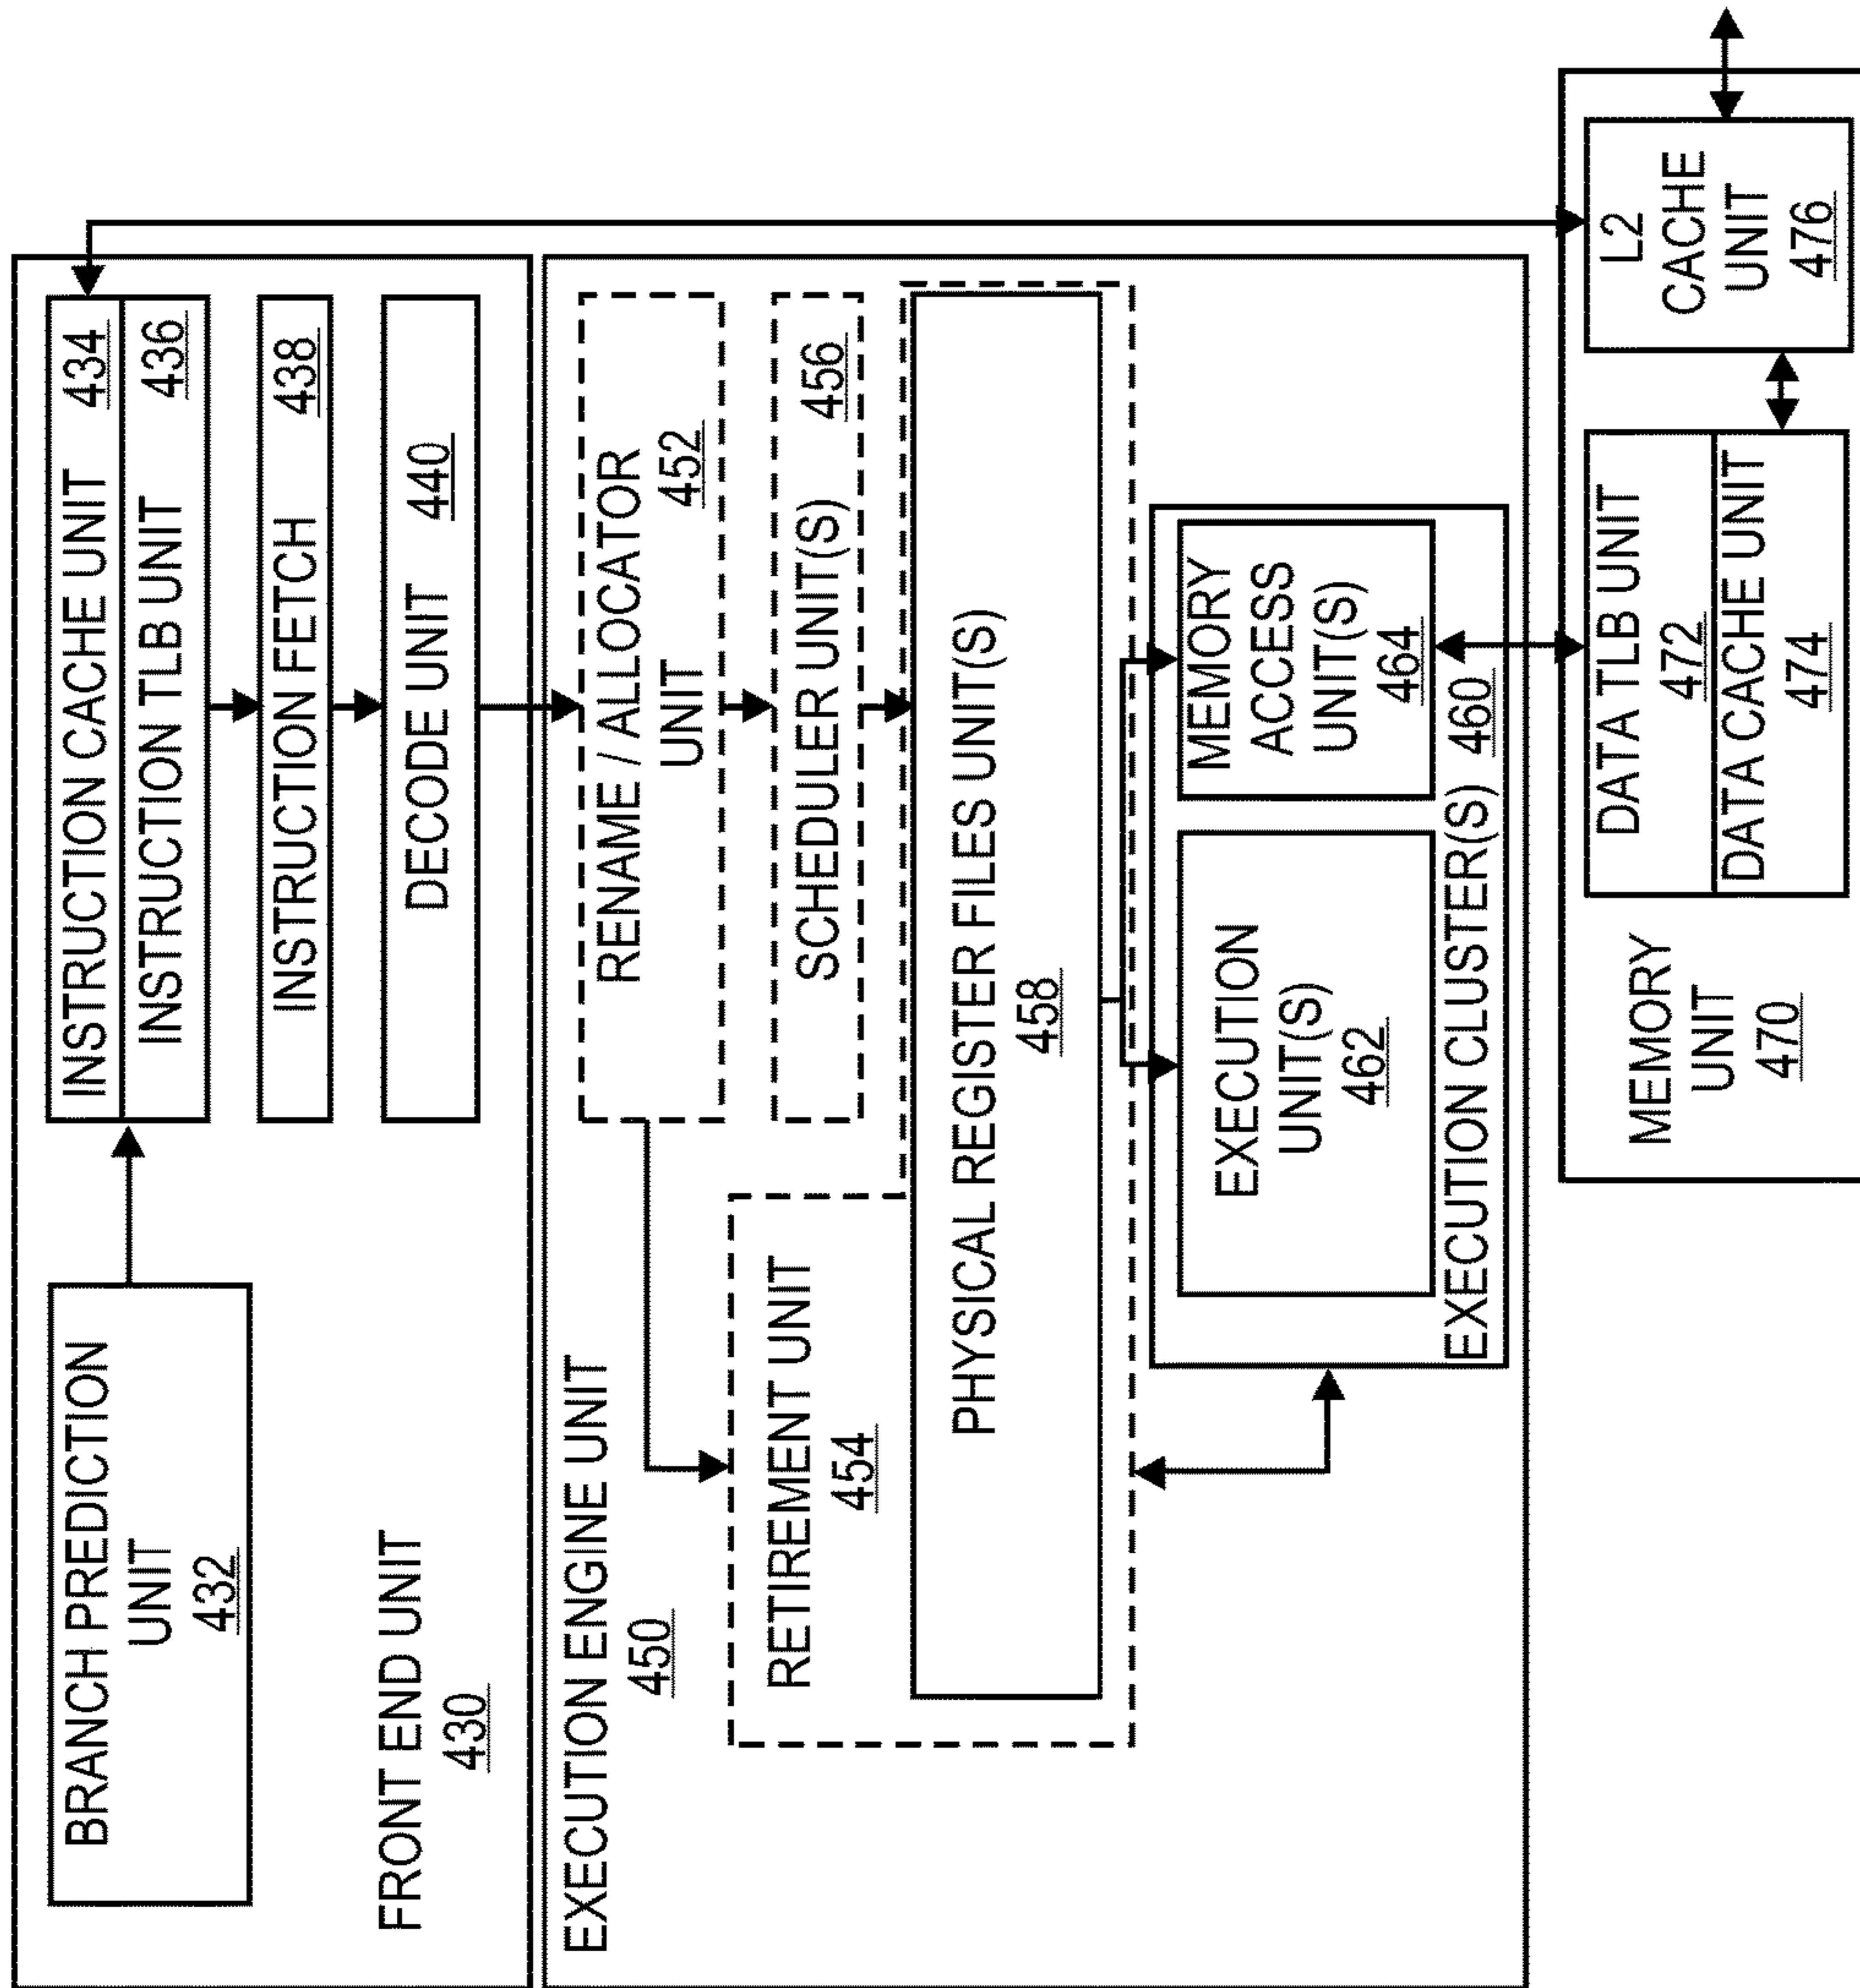 BRANCH PREDICTION
UNIT
432
INSTRUCTION CACHE UNIT 434
INSTRUCTION TLB UNIT 436
INSTRUCTION FETCH 438
DECODE UNIT 440
FRONT END UNIT
430
EXECUTION ENGINE UNIT
450
RENAME / ALLOCATOR
UNIT 452
RETIREMENT UNIT
454
SCHEDULER UNIT(S) 456
PHYSICAL REGISTER FILES UNIT(S)
458
EXECUTION
UNIT(S)
462
MEMORY
ACCESS
UNIT(S)
464
EXECUTION CLUSTER(S) 460
MEMORY
UNIT
470
DATA TLB UNIT
472
DATA CACHE UNIT
474
L2
CACHE
UNIT
476